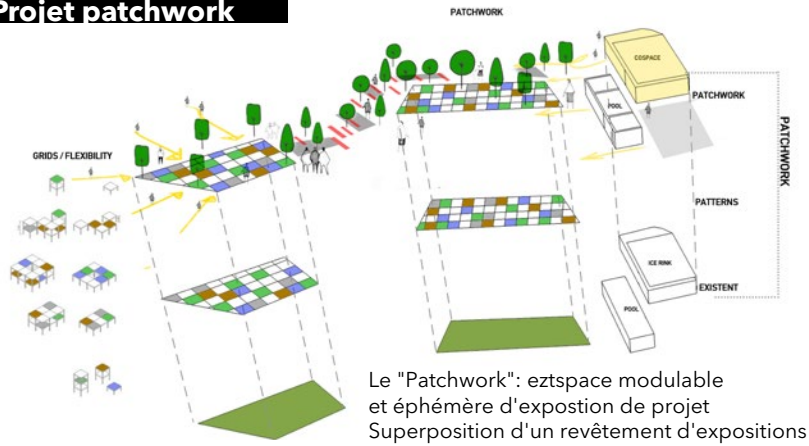 Projet patchwork
PATCHWORK
COSPACE
POOL
PATCHWORK
GRIDS / FLEXIBILITY
PATCHWORK
PATTERNS
ICE RINK
EXISTENT
POOL
Le "Patchwork": eztspace modulable
et éphémère d'expostion de projet
Superposition d'un revêtement d'expositions